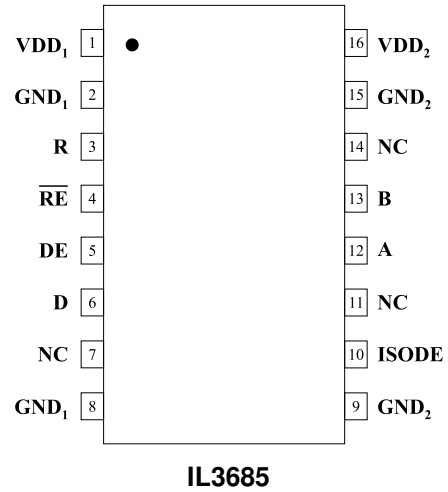 VDD₁ 1 16 VDD₂
GND₁ 2 15 GND₂
R 3 14 NC
R̅E̅ 4 13 B
DE 5 12 A
D 6 11 NC
NC 7 10 ISODE
GND₁ 8 9 GND₂
IL3685